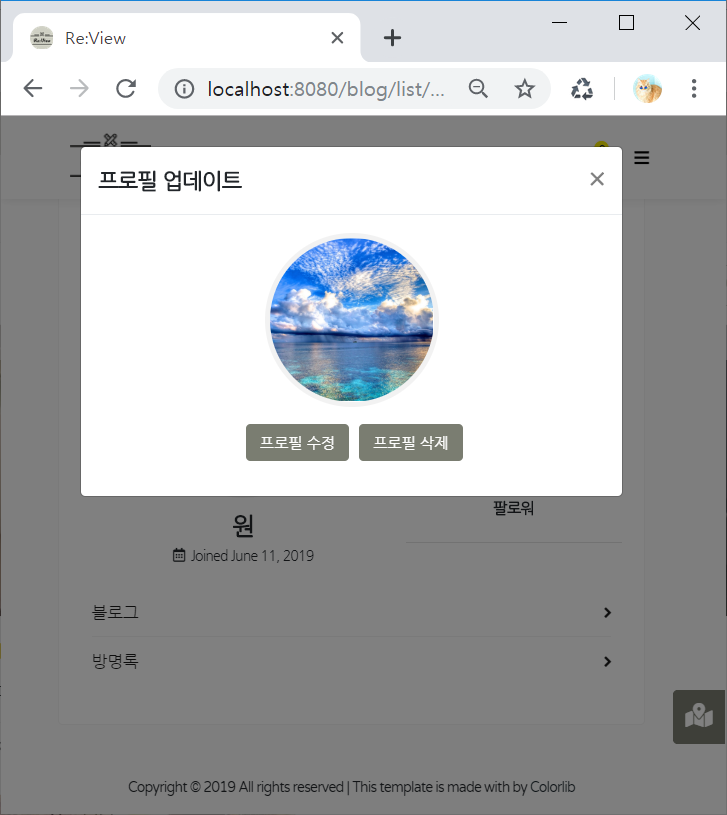 Re:View
localhost:8080/blog/list/...
프로필 업데이트
프로필 수정
프로필 삭제
팔로워
원
Joined June 11, 2019
블로그
방명록
Copyright © 2019 All rights reserved | This template is made with by Colorlib